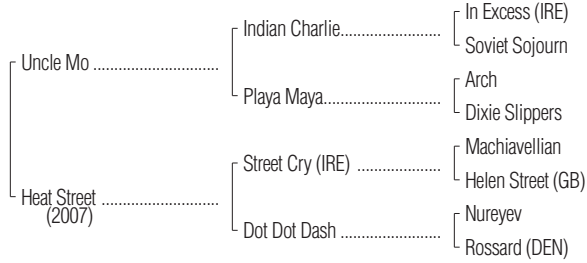 In Excess (IRE)
Indian Charlie
Soviet Sojourn
Uncle Mo
Arch
Playa Maya
Dixie Slippers
Machiavellian
Street Cry (IRE)
Helen Street (GB)
Heat Street
(2007)
Nureyev
Dot Dot Dash
Rossard (DEN)